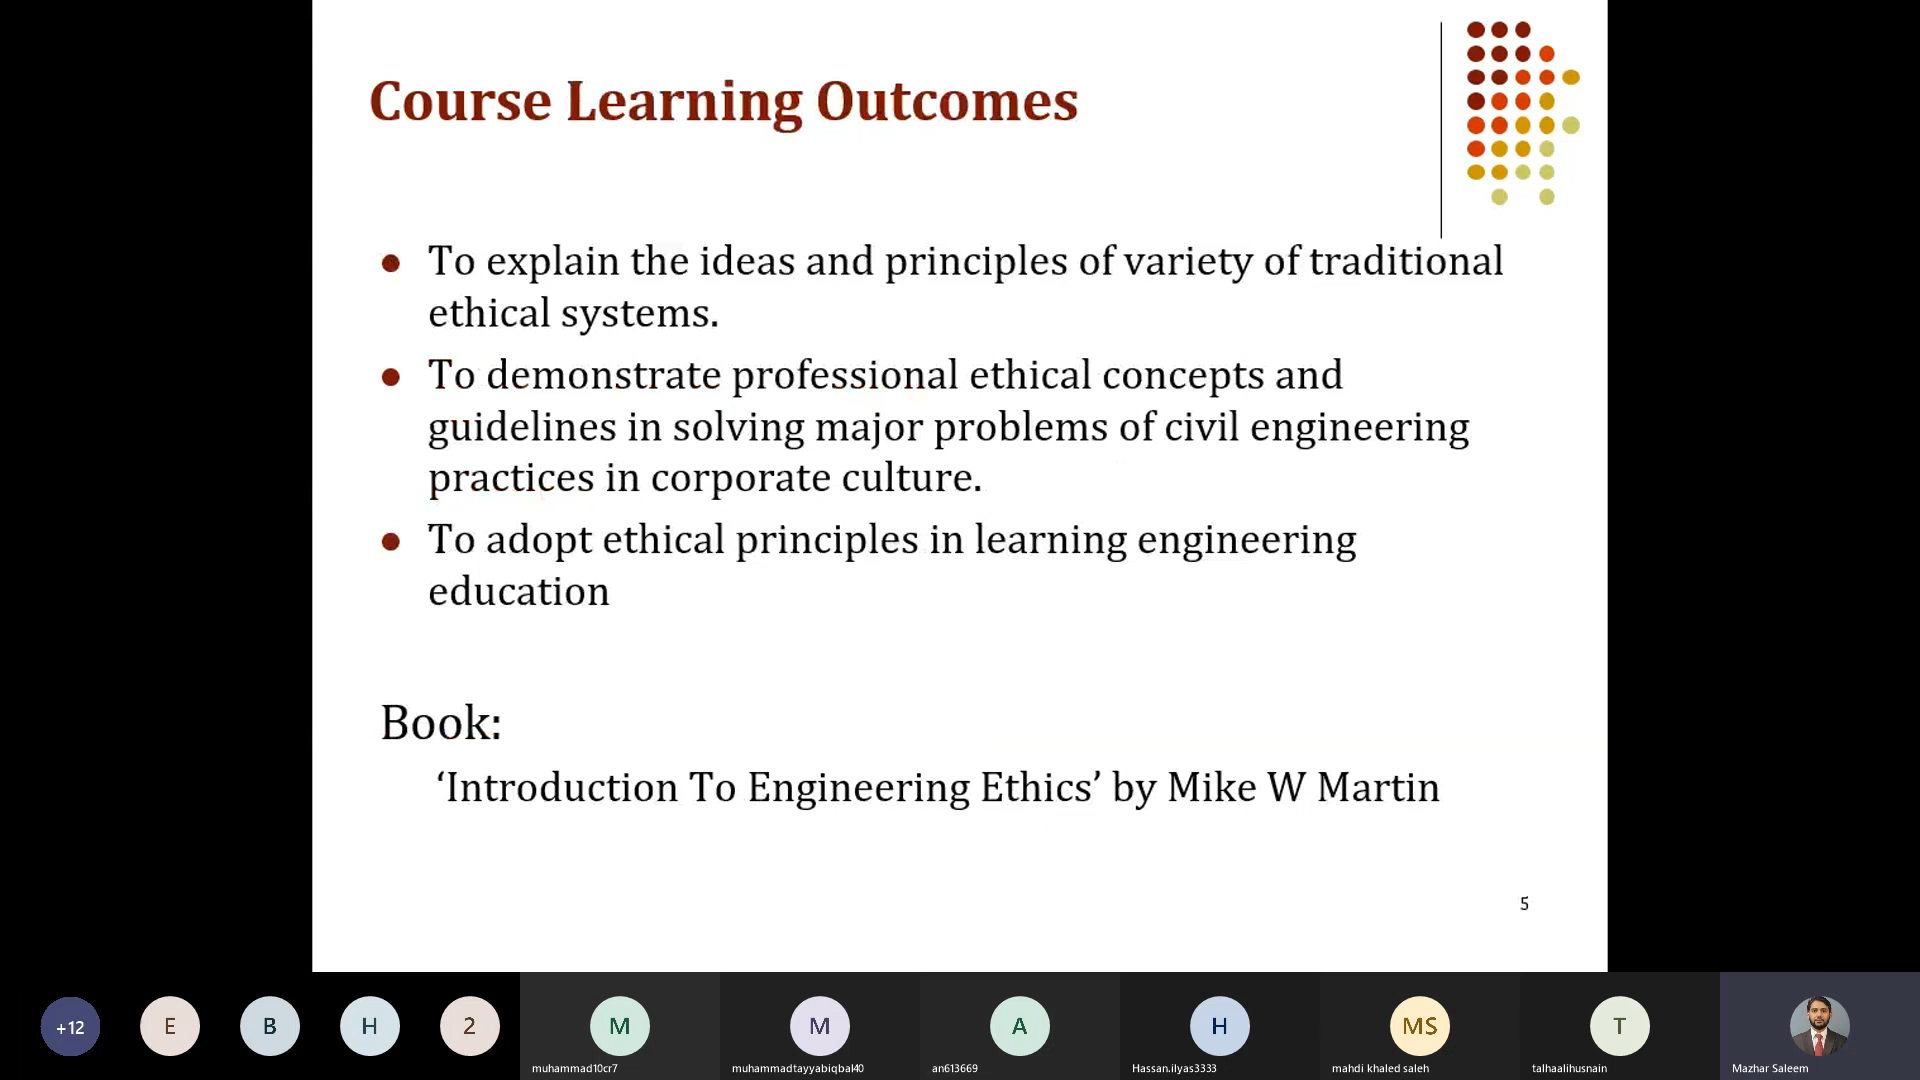 Course Learning Outcomes
To explain the ideas and principles of variety of traditional
ethical systems.
To demonstrate professional ethical concepts and
guidelines in solving major problems of civil engineering
practices in corporate culture.
To adopt ethical principles in learning engineering
education
Book:
‘Introduction To Engineering Ethics’ by Mike W Martin
5
+12
E
B
H
2
M
muhammad10cr7
M
muhammadtayyabiqbal40
A
an613669
H
Hassan.ilyas3333
MS
mahdi khaled saleh
T
talhaalihusnain
Mazhar Saleem